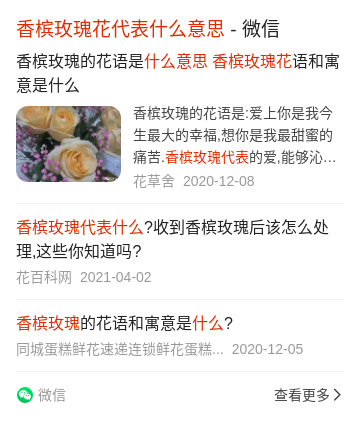 香槟玫瑰花代表什么意思 - 微信
香槟玫瑰的花语是什么意思 香槟玫瑰花语和寓
意是什么
香槟玫瑰的花语是:爱上你是我今
生最大的幸福,想你是我最甜蜜的
痛苦.香槟玫瑰代表的爱,能够沁…
花草舍 2020-12-08
香槟玫瑰代表什么?收到香槟玫瑰后该怎么处
理,这些你知道吗?
花百科网 2021-04-02
香槟玫瑰的花语和寓意是什么?
同城蛋糕鲜花速递连锁鲜花蛋糕... 2020-12-05
微信
查看更多